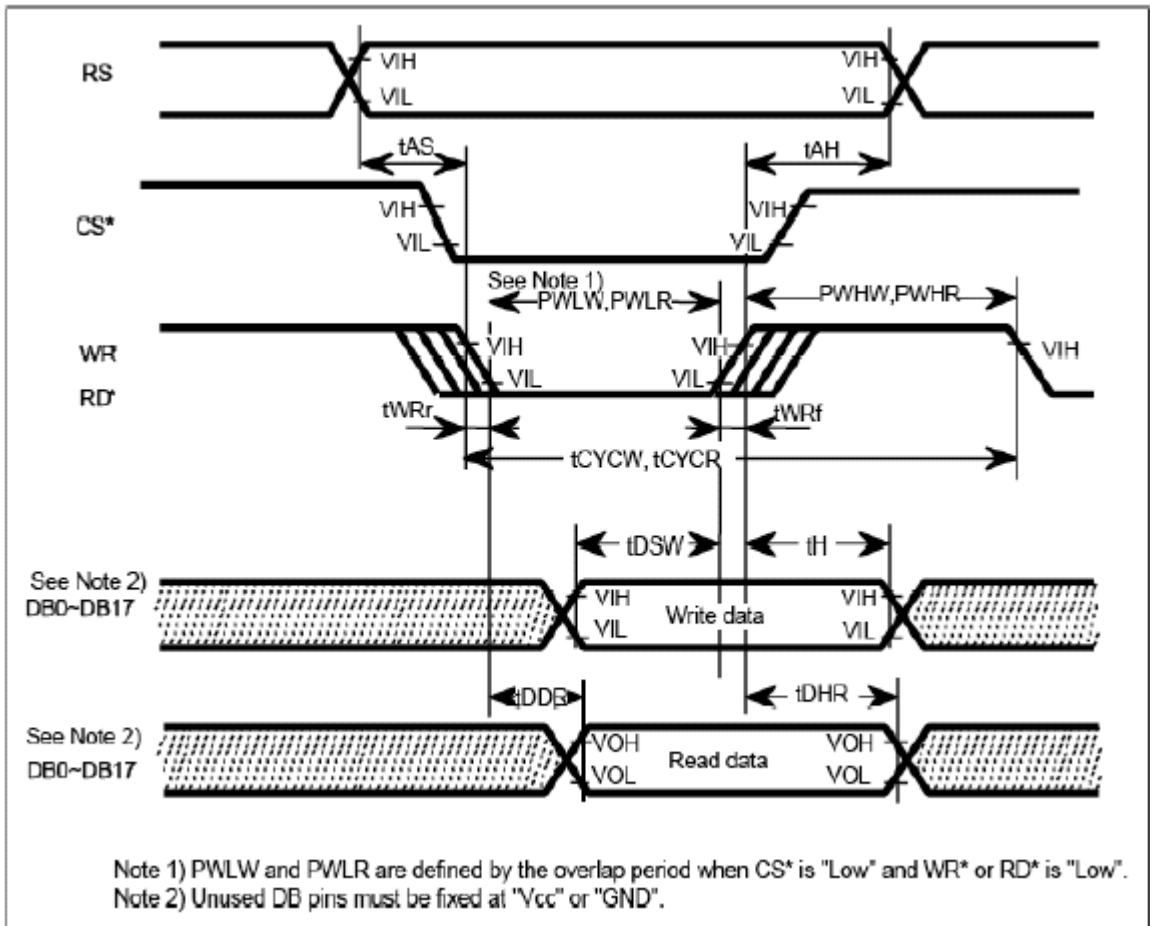 RS
VIH
VIL
VIH
VIL
tAS
tAH
CS*
VIH
VIL
VIH
VIL
See Note 1)
PWLW,PWLR
PWHW,PWHR
WR
RD*
VIH
VIL
VIH
VIL
VIH
tWRr
tWRf
tCYCW, tCYCR
tDSW
tH
See Note 2)
DB0~DB17
VIH
VIL
Write data
VIH
VIL
tDDR
tDHR
See Note 2)
DB0~DB17
VOH
VOL
Read data
VOH
VOL
Note 1) PWLW and PWLR are defined by the overlap period when CS* is "Low" and WR* or RD* is "Low".
Note 2) Unused DB pins must be fixed at "Vcc" or "GND".